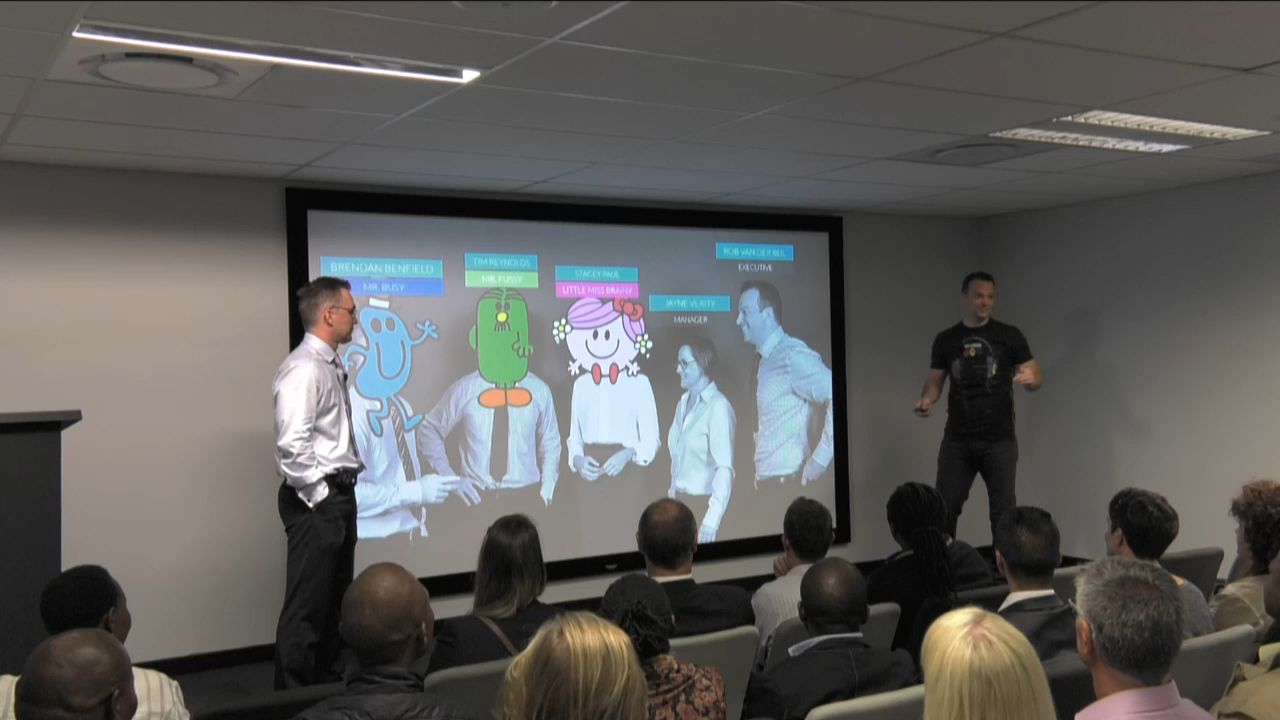 BRENDAN BENFIELD
MR. BUSY
TIM REYNOLDS
MR. FUSSY
STACEY PAUL
LITTLE MISS BRAINY
JAYNE VERITY
MANAGER
ROB VAN DER BIJL
EXECUTIVE